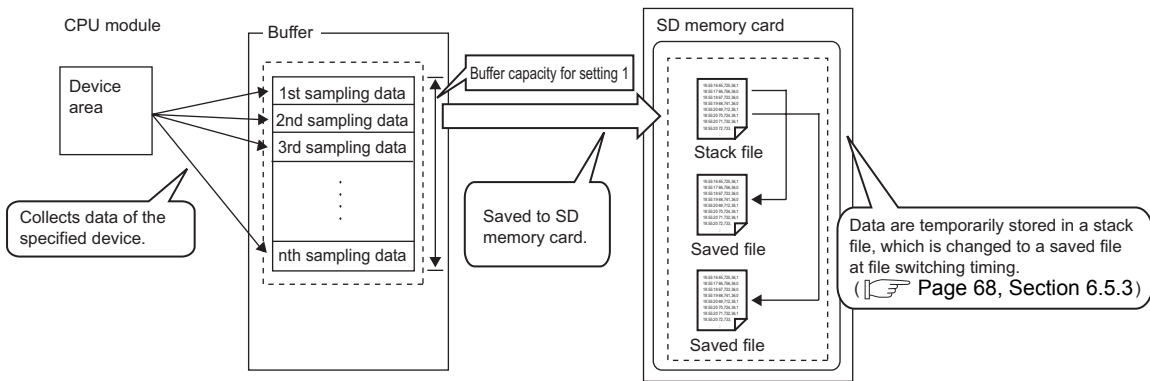 CPU module
Device
area
Collects data of the
specified device.
Buffer
1st sampling data
2nd sampling data
3rd sampling data
nth sampling data
Buffer capacity for setting 1
Saved to SD
memory card.
SD memory card
Stack file
Saved file
Saved file
Data are temporarily stored in a stack
file, which is changed to a saved file
at file switching timing.
( Page 68, Section 6.5.3)